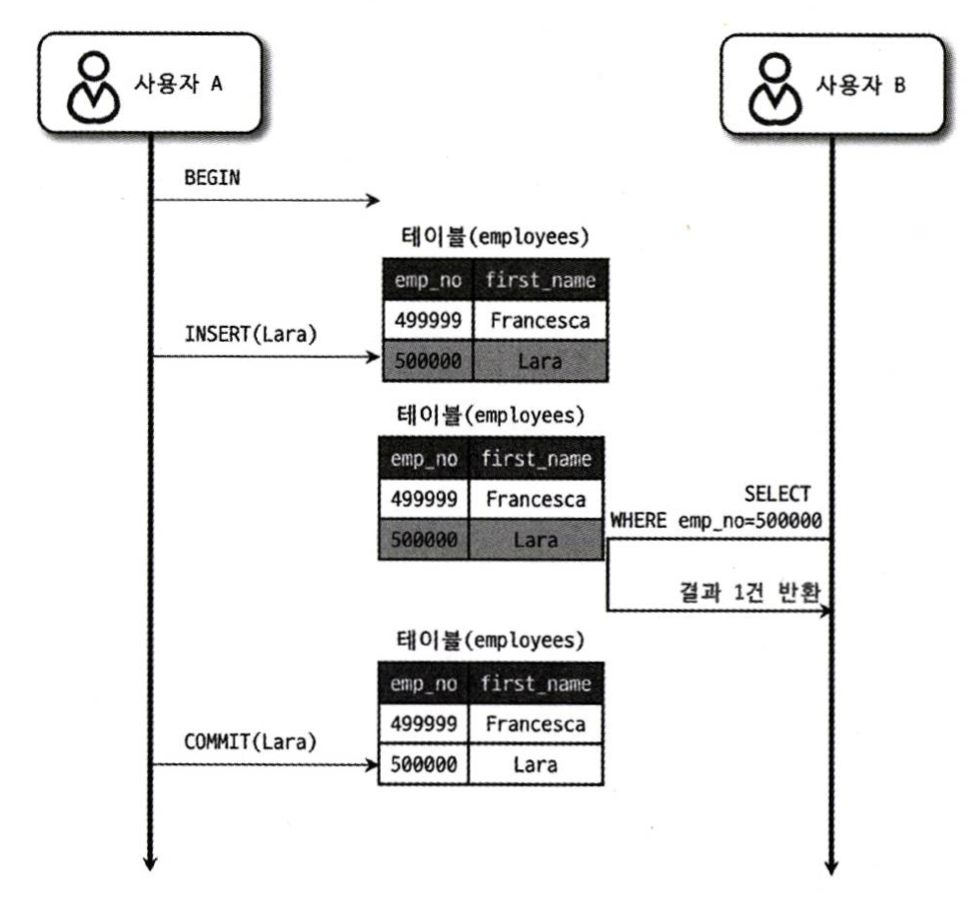 사용자 A
사용자 B
BEGIN
테이블(employees)
emp_no first_name
499999 Francesca
INSERT(Lara)
500000 Lara
테이블(employees)
emp_no first_name
499999 Francesca
500000 Lara
SELECT
WHERE emp_no=500000
결과 1건 반환
테이블(employees)
emp_no first_name
499999 Francesca
COMMIT(Lara)
500000 Lara